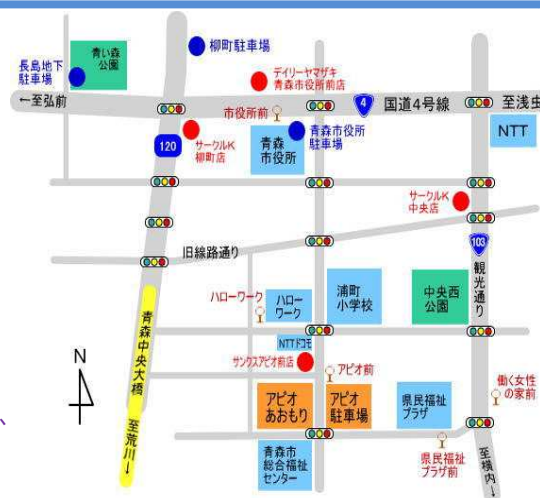 柳町駐車場
青い森
公園
長島地下
駐車場
デイリーヤマザキ
青森市役所前店
←至弘前
市役所前
4
国道4号線
至浅虫
120
サークルK
柳町店
青森
市役所
青森市役所
駐車場
NTT
サークルK
中央店
旧線路通り
103
観光通り
ハローワーク
ハロー
ワーク
浦町
小学校
中央西
公園
青森中央大橋
NTTドコモ
サンクスアピオ前店
アピオ前
N
アピオ
あおもり
アピオ
駐車場
県民福祉
プラザ
働く女性
の家前
至荒川→
青森市
総合福祉
センター
県民福祉
プラザ前
至横内→
、